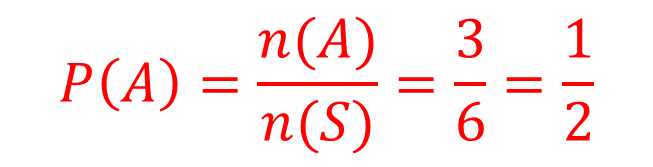 P(A) = n(A)/n(S) = 3/6 = 1/2